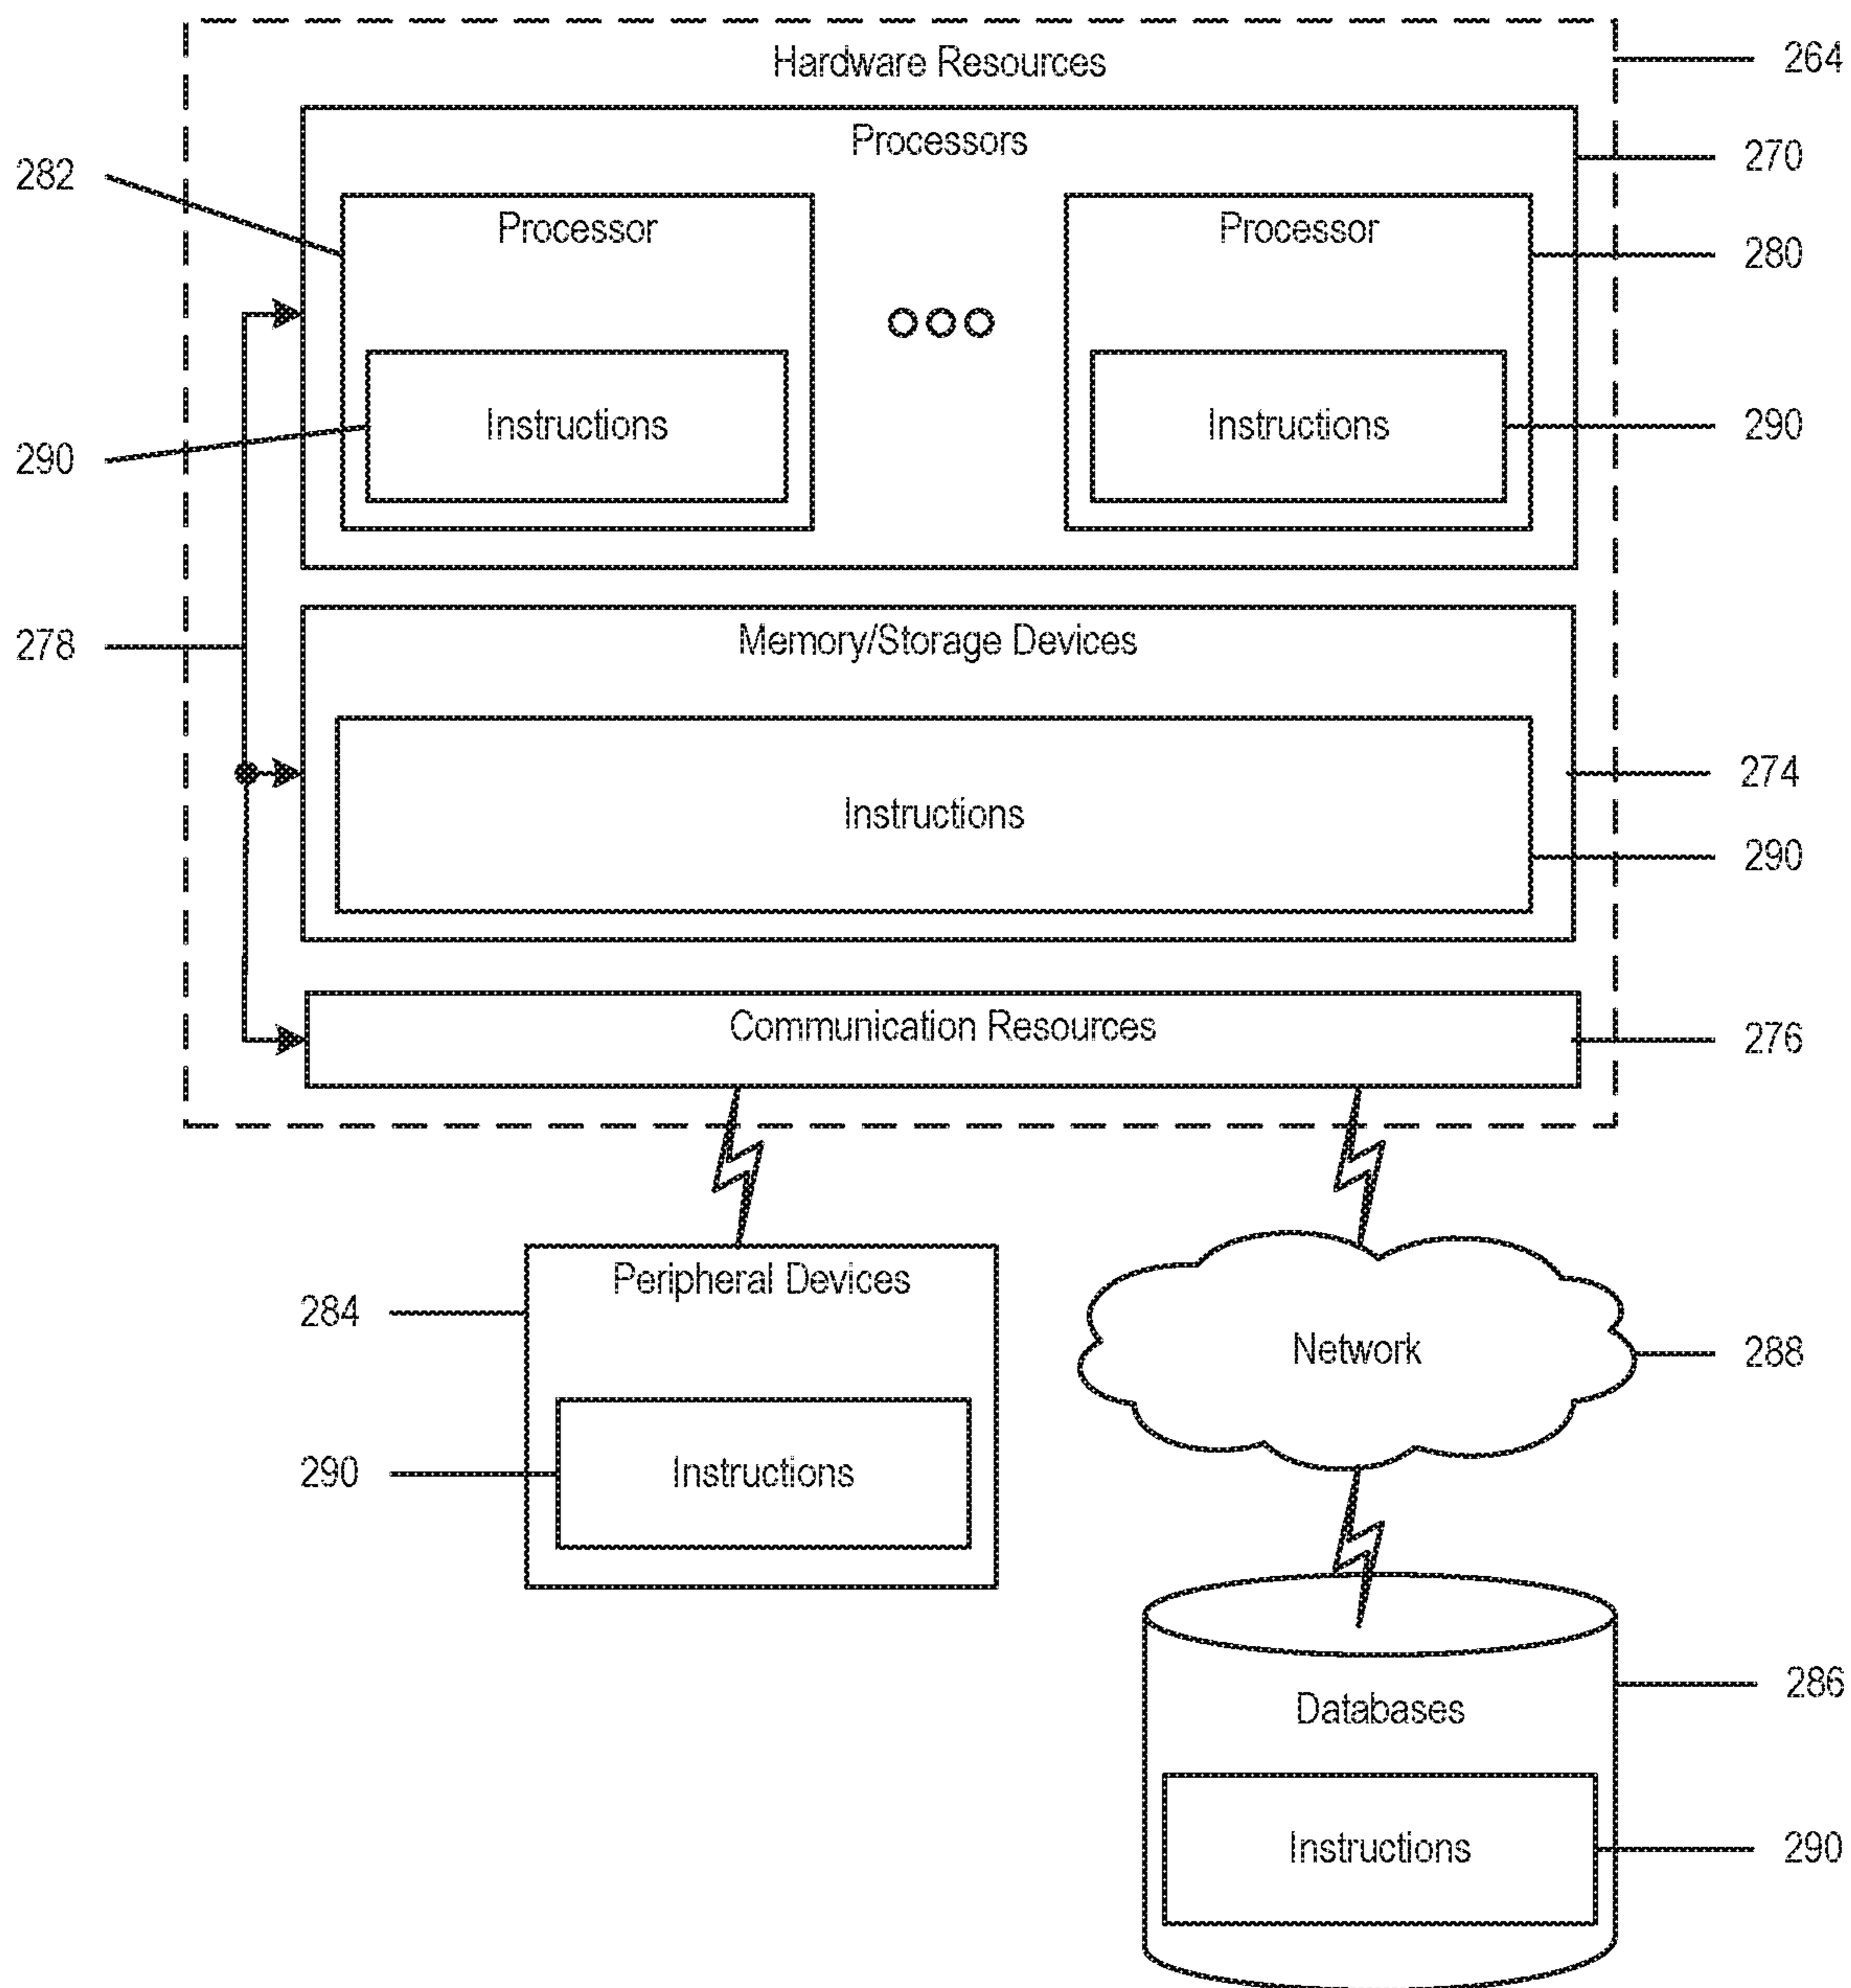 Hardware Resources
264
Processors
270
282
Processor
Processor
280
Instructions
Instructions
290
290
278
Memory/Storage Devices
274
Instructions
290
Communication Resources
276
Peripheral Devices
284
Network
288
290
Instructions
Databases
286
Instructions
290